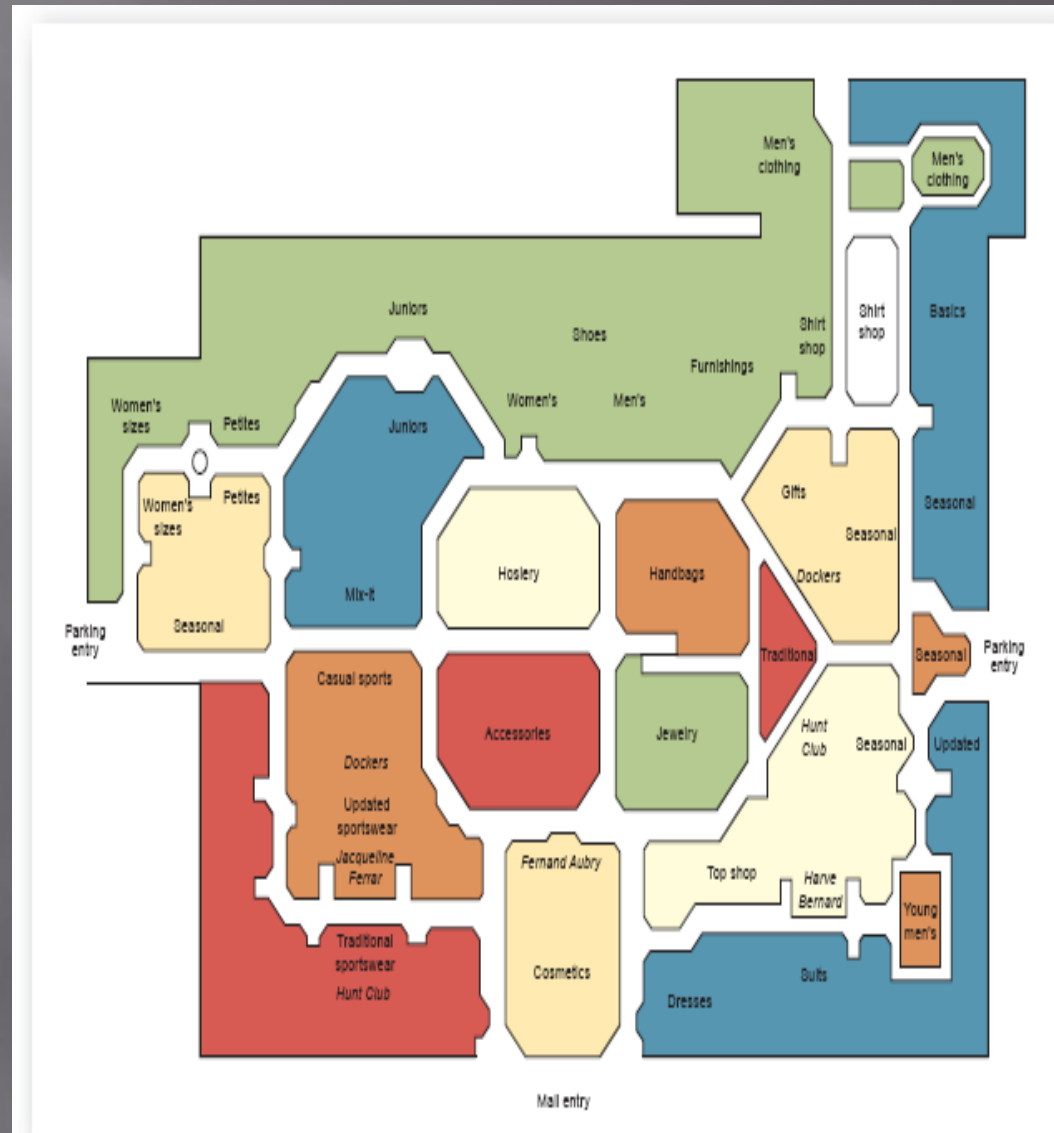 Men's
clothing
Men's
clothing
Juniors
Shoes
Shirt
shop
Shirt
shop
Basics
Furnishings
Women's
sizes
Petites
Juniors
Women's
Men's
Women's
sizes
Petites
Gifts
Seasonal
Seasonal
Hosiery
Handbags
Dockers
Mix-It
Seasonal
Parking
entry
Traditional
Seasonal
Parking
entry
Casual sports
Accessories
Jewelry
Hunt
Club
Seasonal
Updated
Dockers
Updated
sportswear
Jacqueline
Ferrar
Fernand Aubry
Top shop
Harve
Bernard
Young
men's
Traditional
sportswear
Hunt Club
Cosmetics
Suits
Dresses
Mall entry